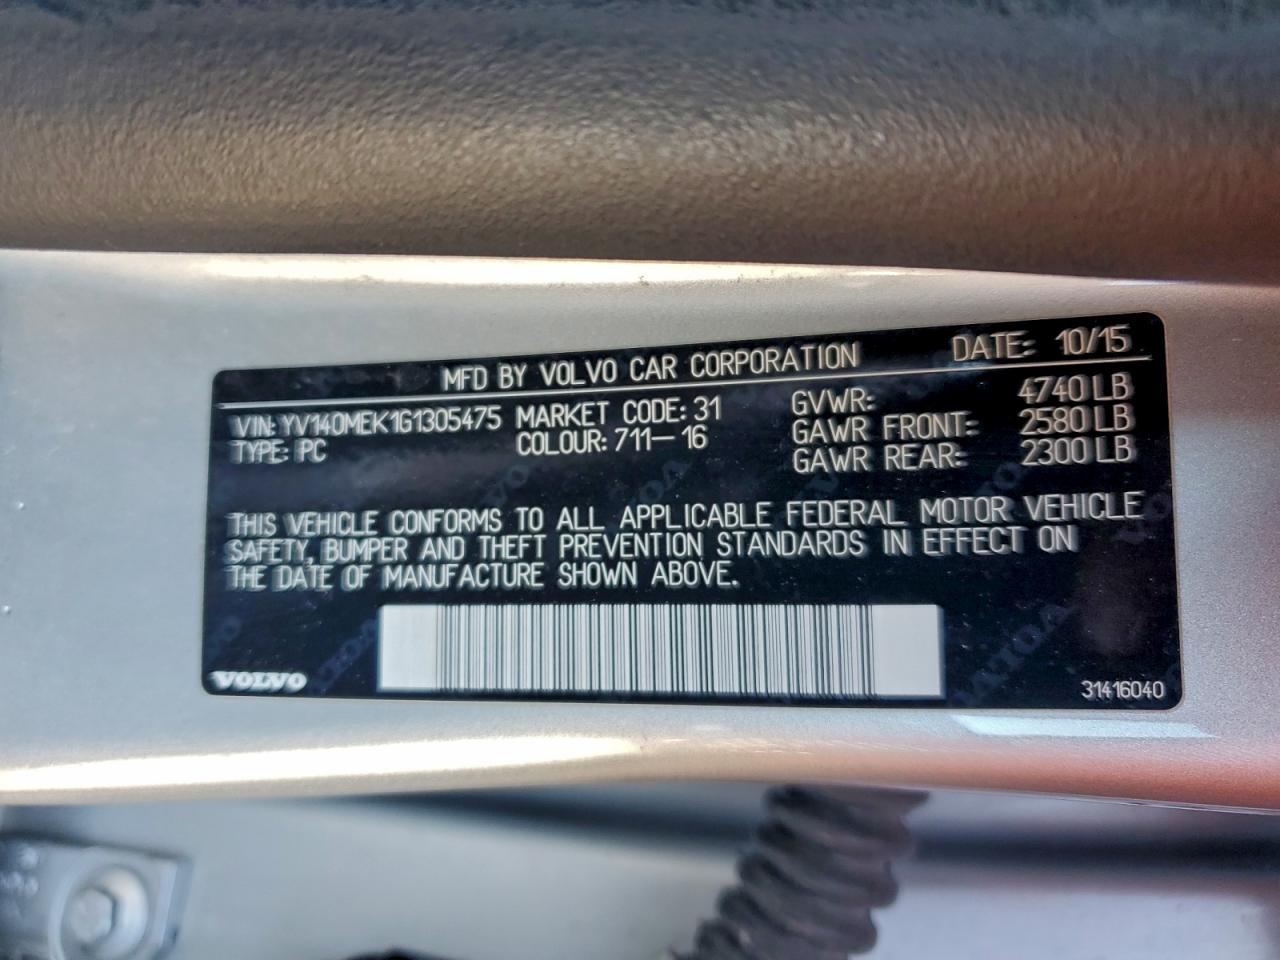 MFD BY VOLVO CAR CORPORATION DATE: 10/15
VIN: YV140MEK1G1305475 MARKET CODE: 31 GVWR: 4740 LB
TYPE: PC COLOUR: 711-16 GAWR FRONT: 2580 LB
GAWR REAR: 2300 LB
THIS VEHICLE CONFORMS TO ALL APPLICABLE FEDERAL MOTOR VEHICLE
SAFETY, BUMPER AND THEFT PREVENTION STANDARDS IN EFFECT ON
THE DATE OF MANUFACTURE SHOWN ABOVE.
VOLVO 31416040